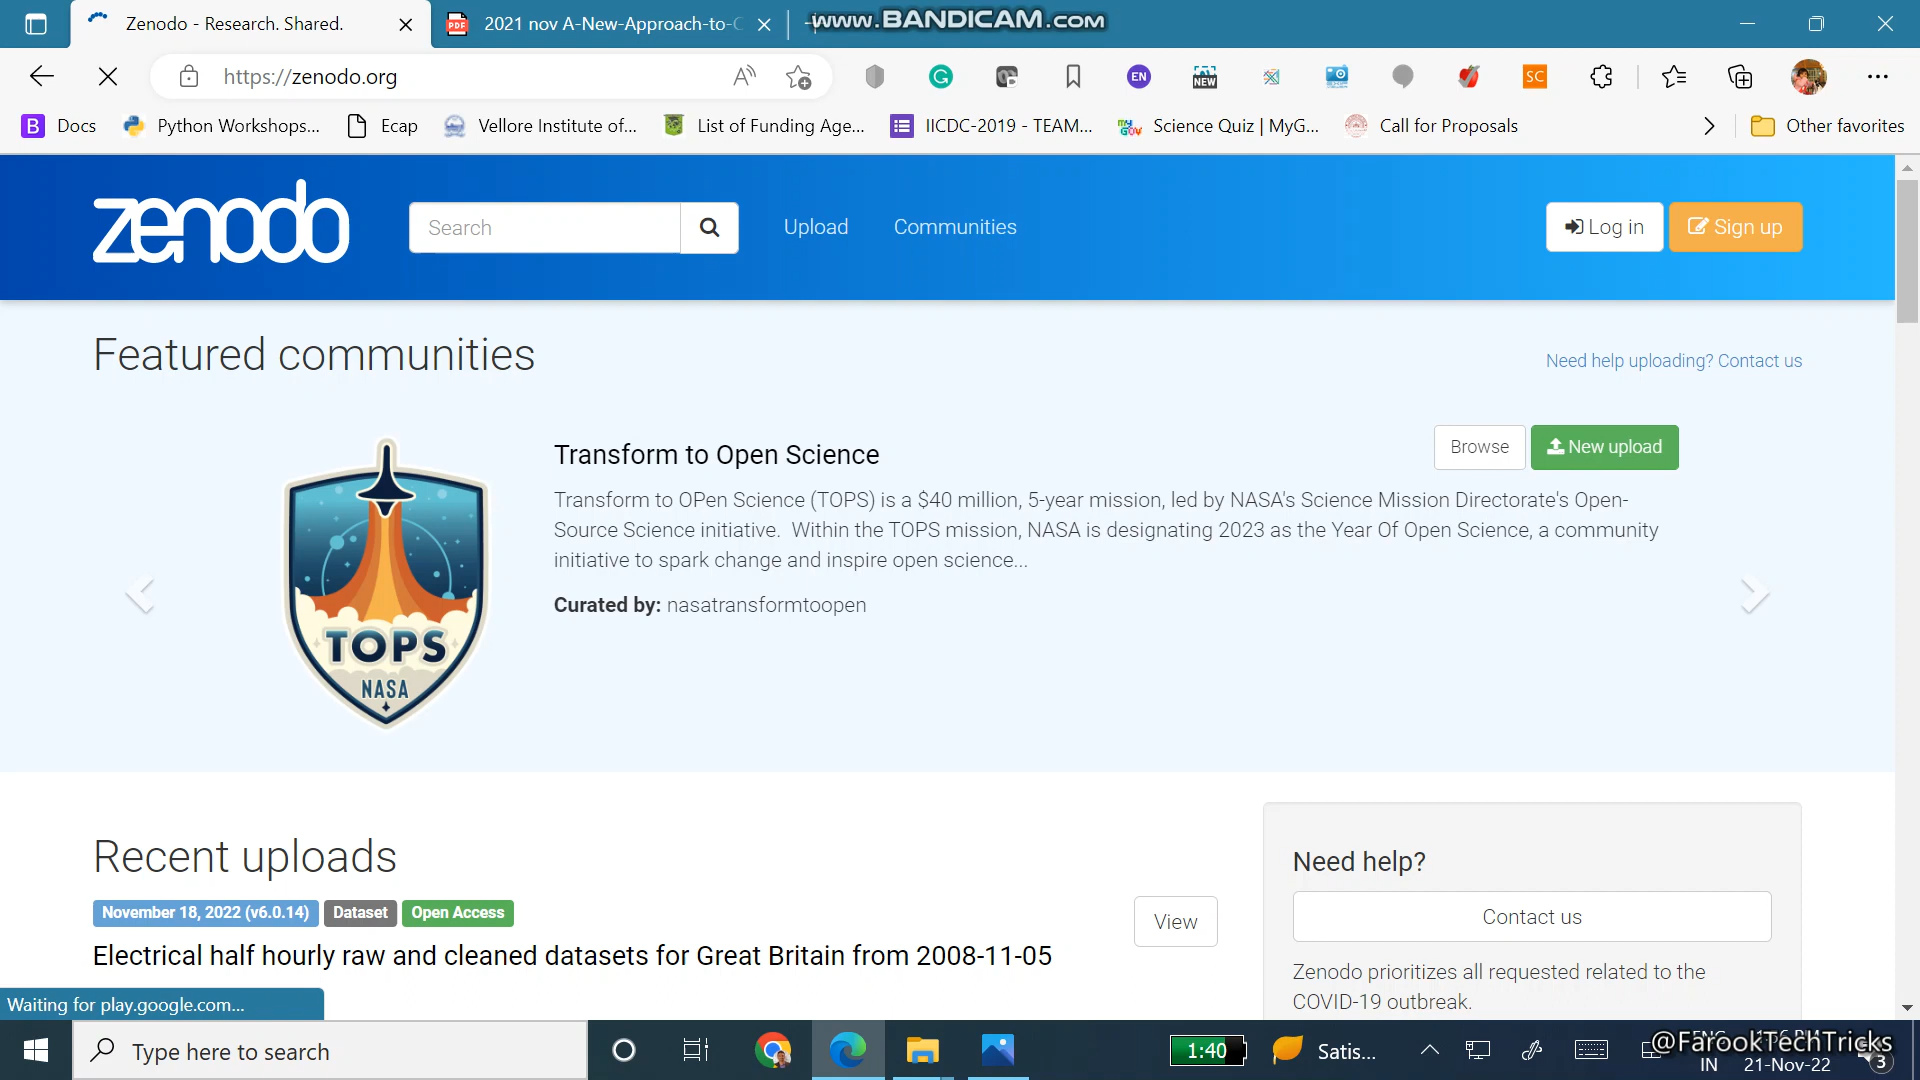 Zenodo - Research. Shared.
2021 nov A-New-Approach-to-C
www.BANDICAM.com
https://zenodo.org
EN
NEW
SC
B Docs
Python Workshops...
Ecap
Vellore Institute of...
List of Funding Age...
IICDC-2019 - TEAM...
Science Quiz | MyG...
Call for Proposals
Other favorites
zenodo
Search
Upload
Communities
Log in
Sign up
Featured communities
Need help uploading? Contact us
Transform to Open Science
Browse
New upload
Transform to OPen Science (TOPS) is a $40 million, 5-year mission, led by NASA's Science Mission Directorate's Open-
Source Science initiative. Within the TOPS mission, NASA is designating 2023 as the Year Of Open Science, a community
initiative to spark change and inspire open science...
Curated by: nasatransformtoopen
TOPS
NASA
Recent uploads
November 18, 2022 (v6.0.14) Dataset Open Access
View
Electrical half hourly raw and cleaned datasets for Great Britain from 2008-11-05
Need help?
Contact us
Zenodo prioritizes all requested related to the
COVID-19 outbreak.
Waiting for play.google.com...
Type here to search
1:40
Satis...
@FarookTechTricks
IN
21-Nov-22
3